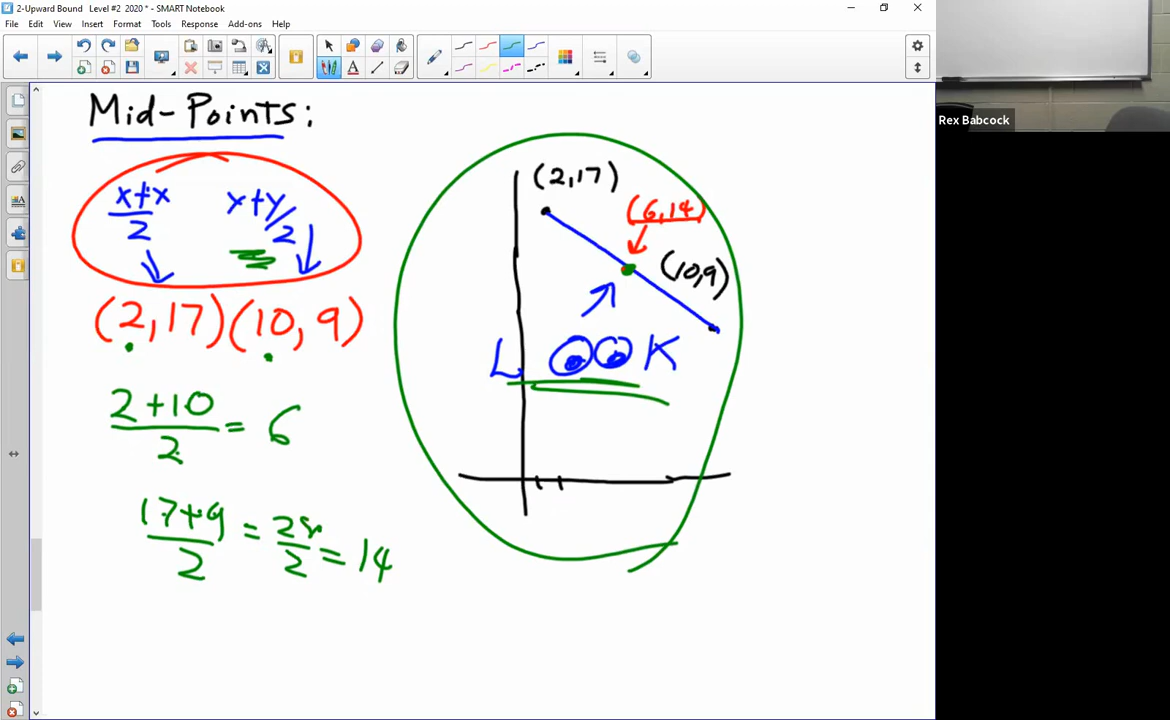 2-Upward Bound Level #2 2020 * - SMART Notebook
File Edit View Insert Format Tools Response Add-ons Help
Rex Babcock
Mid-Points:
x+x/2 x+y/2
(2,17)(10,9)
2+10/2 = 6
17+9/2 = 28/2 = 14
(2,17)
(6,14)
(10,9)
LOOK